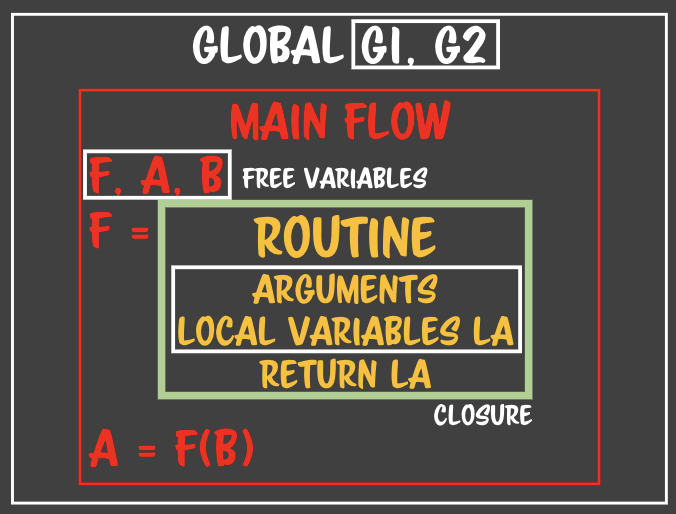 GLOBAL G1, G2
MAIN FLOW
F, A, B FREE VARIABLES
F =
ROUTINE
ARGUMENTS
LOCAL VARIABLES LA
RETURN LA
CLOSURE
A = F(B)